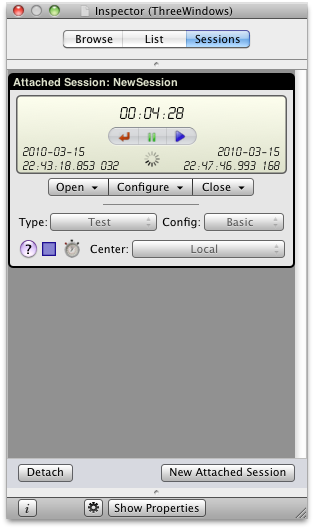 Inspector (ThreeWindows)
Browse List Sessions
Attached Session: NewSession
00:04:28
2010-03-15 2010-03-15
22:43:18.853 032 22:47:46.993 168
Open Configure Close
Type: Test Config: Basic
? Center: Local
Detach New Attached Session
i Show Properties